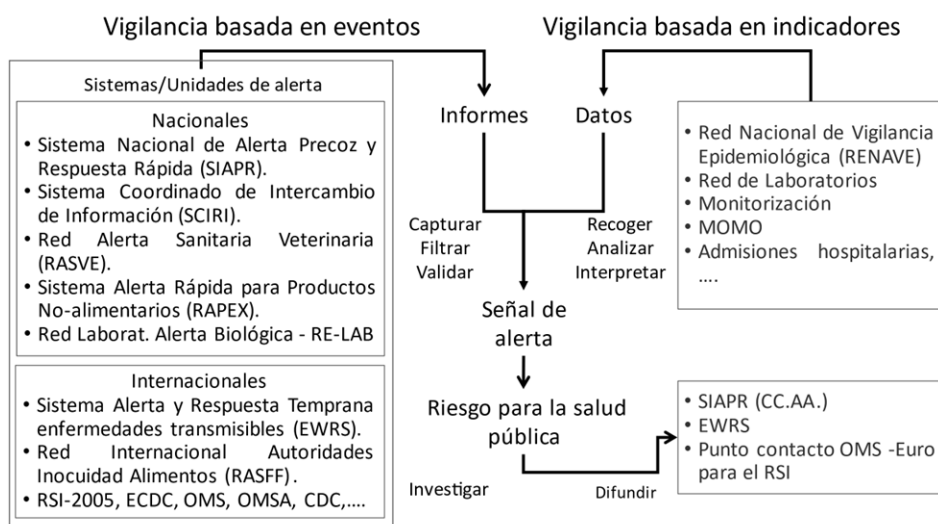 Vigilancia basada en eventos
Vigilancia basada en indicadores
Sistemas/Unidades de alerta
Nacionales
• Sistema Nacional de Alerta Precoz y
Respuesta Rápida (SIAPR).
• Sistema Coordinado de Intercambio
de Información (SCIRI).
• Red Alerta Sanitaria Veterinaria
(RASVE).
• Sistema Alerta Rápida para Productos
No-alimentarios (RAPEX).
• Red Laborat. Alerta Biológica - RE-LAB
Internacionales
• Sistema Alerta y Respuesta Temprana
enfermedades transmisibles (EWRS).
• Red Internacional Autoridades
Inocuidad Alimentos (RASFF) .
• RSI-2005, ECDC, OMS, OMSA, CDC,....
Informes
Datos
Capturar
Filtrar
Validar
Recoger
Analizar
Interpretar
Señal de
alerta
Riesgo para la salud
pública
Investigar
Difundir
• Red Nacional de Vigilancia
Epidemiológica (RENAVE)
• Red de Laboratorios
• Monitorización
• MOMO
• Admisiones hospitalarias,
....
• SIAPR (CC.AA.)
• EWRS
• Punto contacto OMS -Euro
para el RSI